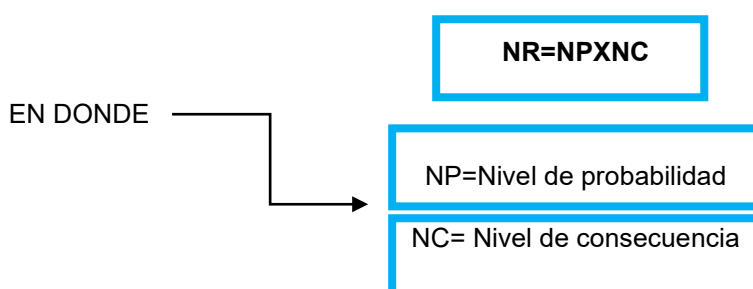 NR=NPXNC
EN DONDE
NP=Nivel de probabilidad
NC= Nivel de consecuencia